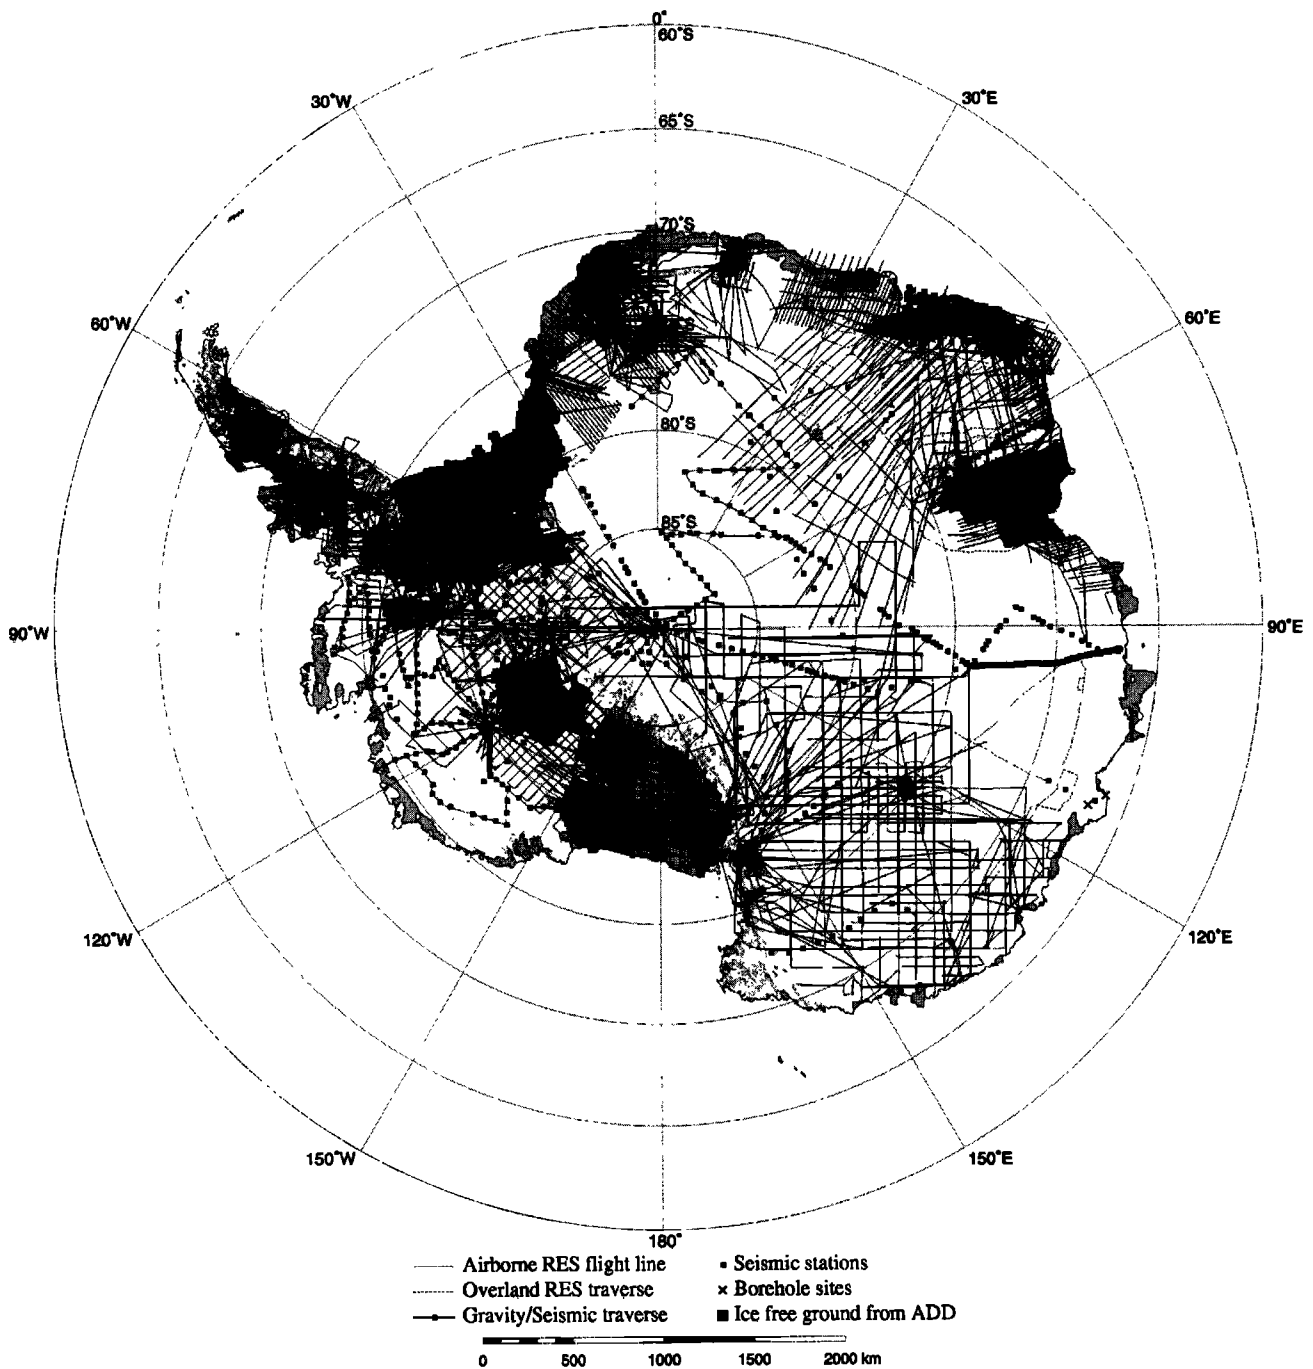 0°
60°S
30°W
30°E
65°S
70°S
60°W
60°E
80°S
85°S
90°W
90°E
120°W
120°E
150°W
150°E
180°
Airborne RES flight line
Overland RES traverse
Gravity/Seismic traverse
Seismic stations
Borehole sites
Ice free ground from ADD
0 500 1000 1500 2000 km